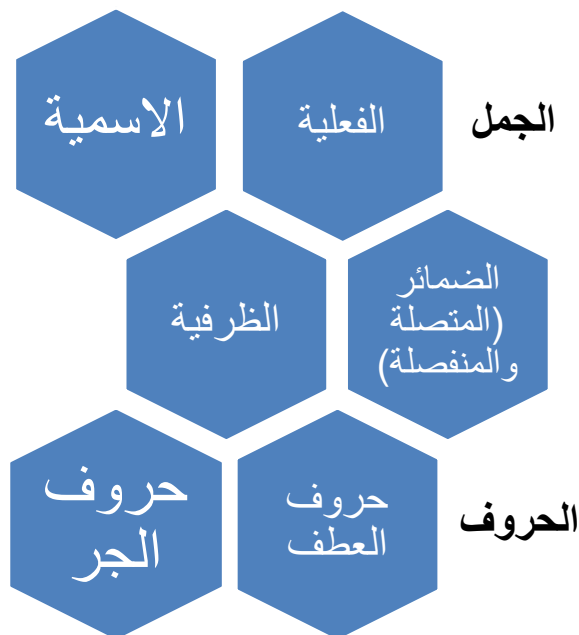 الجمل
الفعلية
الاسمية
الضمائر
(المتصلة
والمنفصلة)
الظرفية
الحروف
حروف
العطف
حروف
الجر